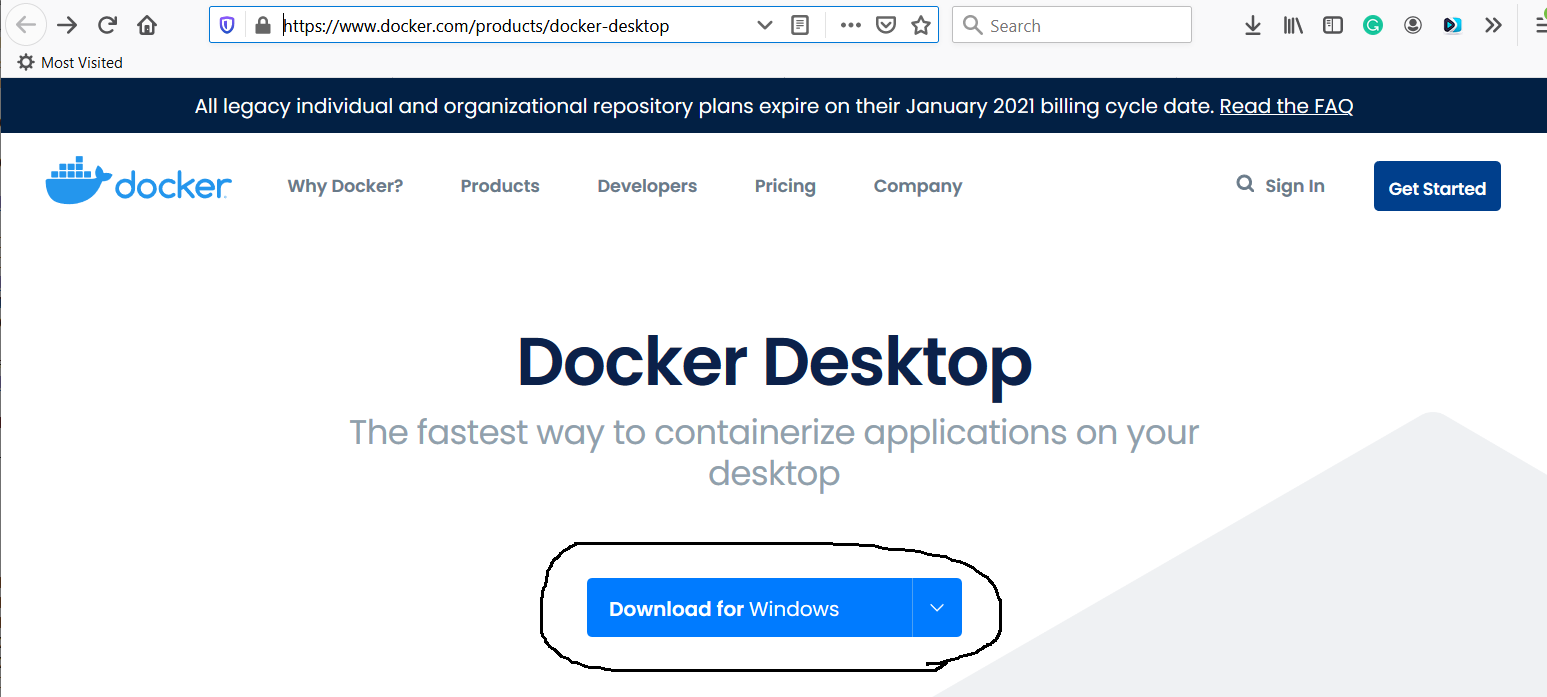 https://www.docker.com/products/docker-desktop
Search
Most Visited
All legacy individual and organizational repository plans expire on their January 2021 billing cycle date. Read the FAQ
docker
Why Docker? Products Developers Pricing Company Sign In Get Started
Docker Desktop
The fastest way to containerize applications on your
desktop
Download for Windows